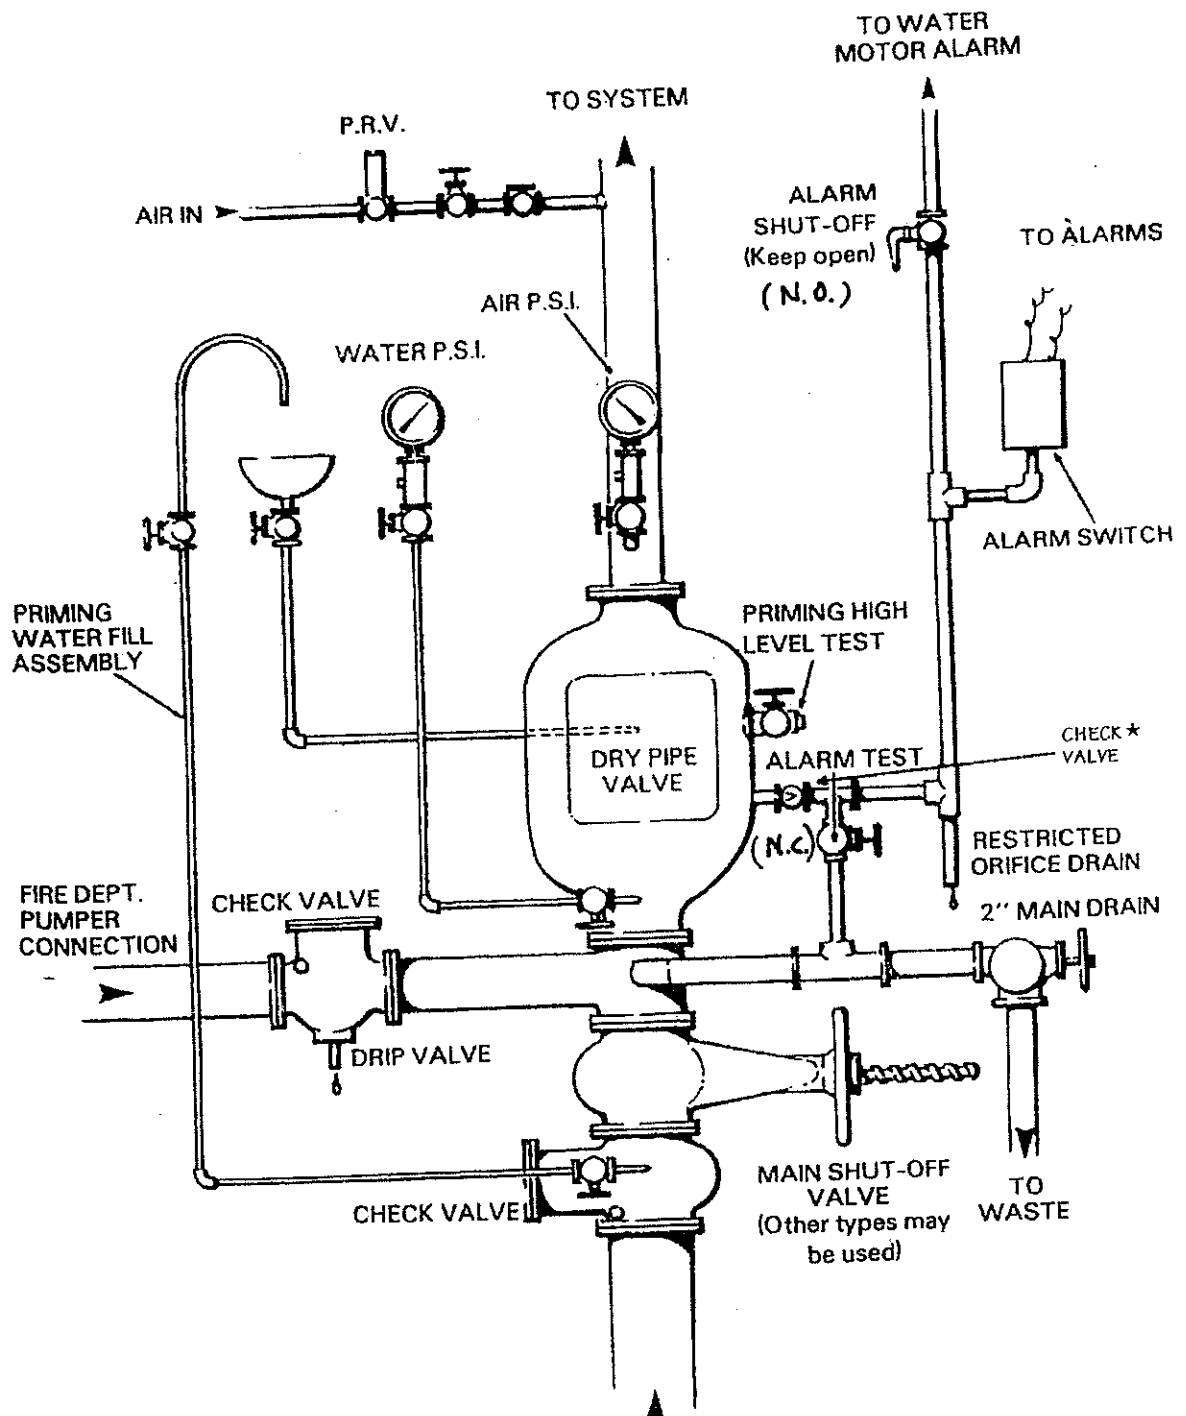 TO WATER
MOTOR ALARM
TO SYSTEM
P.R.V.
AIR IN
ALARM
SHUT-OFF
(Keep open)
(N.O.)
TO ALARMS
AIR P.S.I.
WATER P.S.I.
ALARM SWITCH
PRIMING
WATER FILL
ASSEMBLY
PRIMING HIGH
LEVEL TEST
DRY PIPE
VALVE
ALARM TEST
CHECK *
VALVE
(N.C.)
RESTRICTED
ORIFICE DRAIN
FIRE DEPT.
PUMPER
CONNECTION
CHECK VALVE
2" MAIN DRAIN
DRIP VALVE
CHECK VALVE
MAIN SHUT-OFF
VALVE
(Other types may
be used)
TO
WASTE